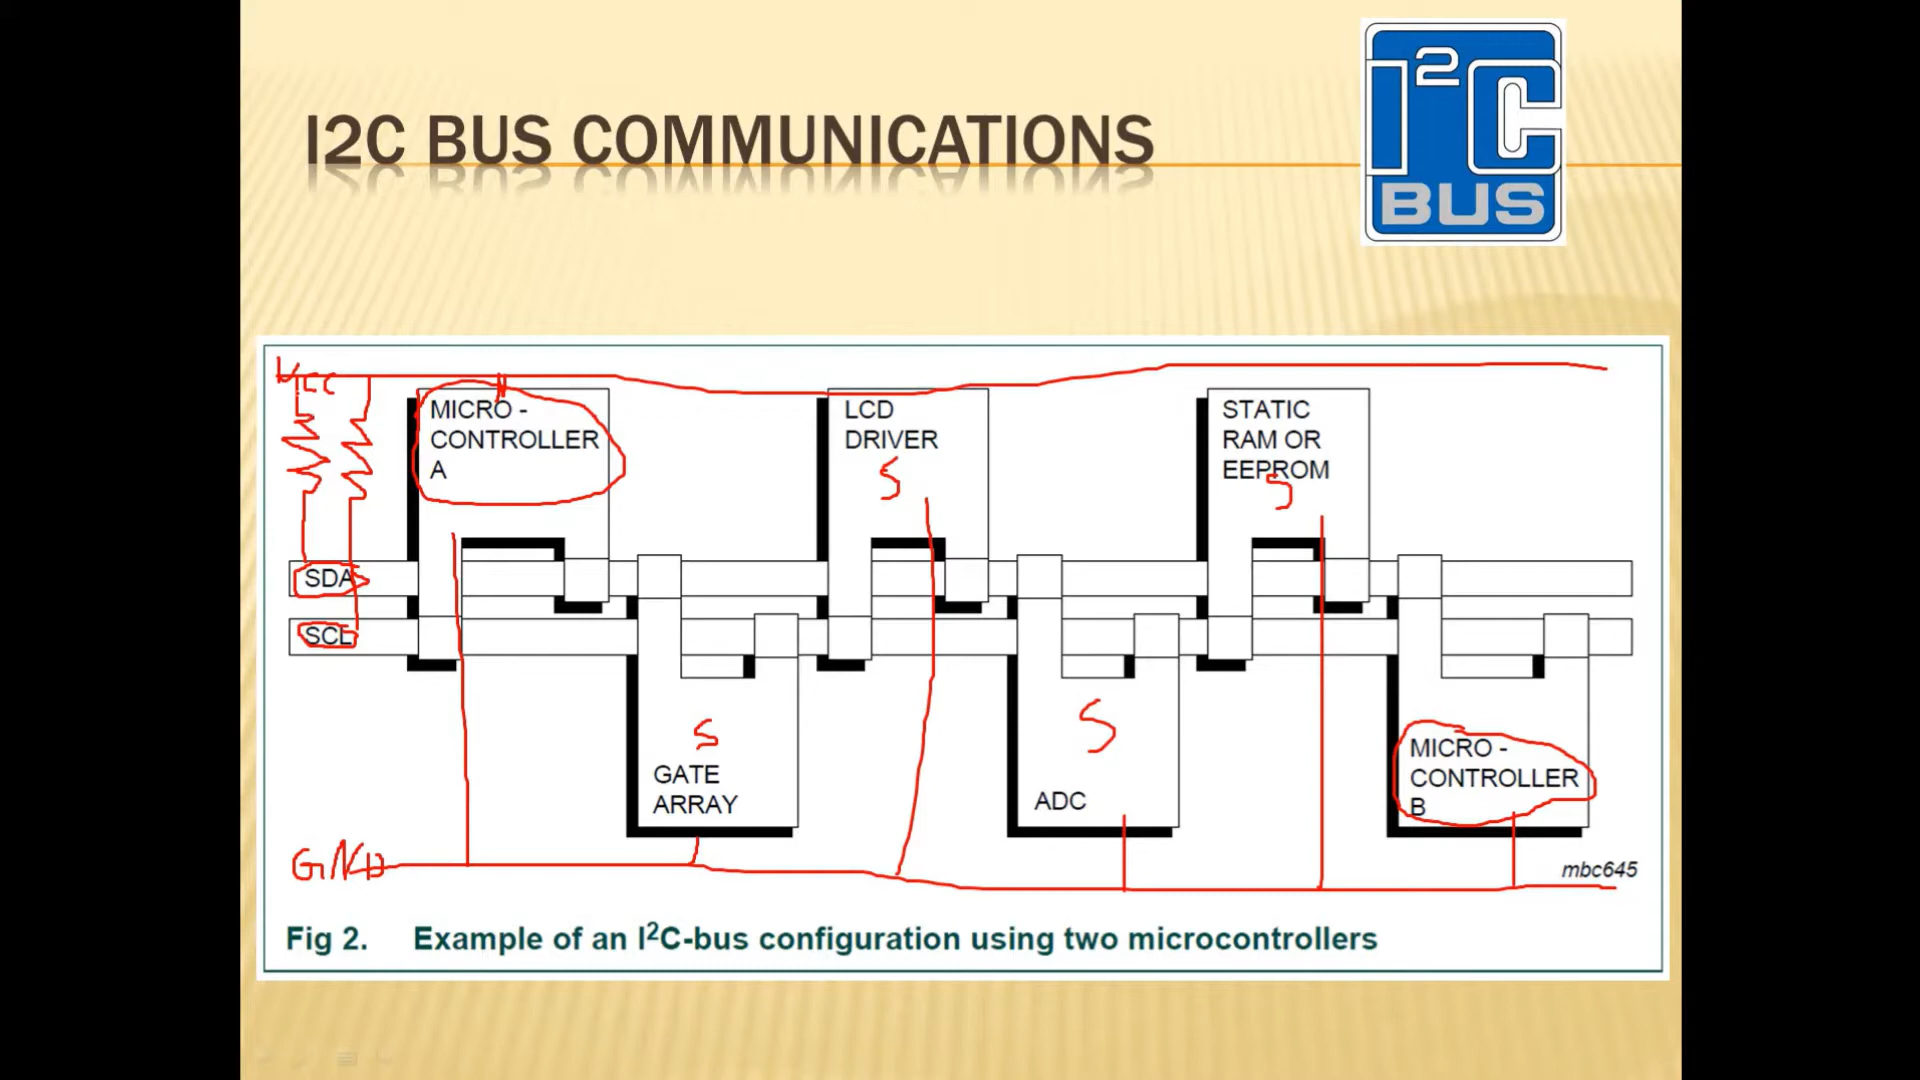 I2C BUS COMMUNICATIONS
I²C
BUS
VCC
MICRO -
CONTROLLER
A
LCD
DRIVER
S
STATIC
RAM OR
EEPROM
S
SDA
SCL
S
GATE
ARRAY
S
ADC
MICRO -
CONTROLLER
B
GND
mbc645
Fig 2. Example of an I²C-bus configuration using two microcontrollers